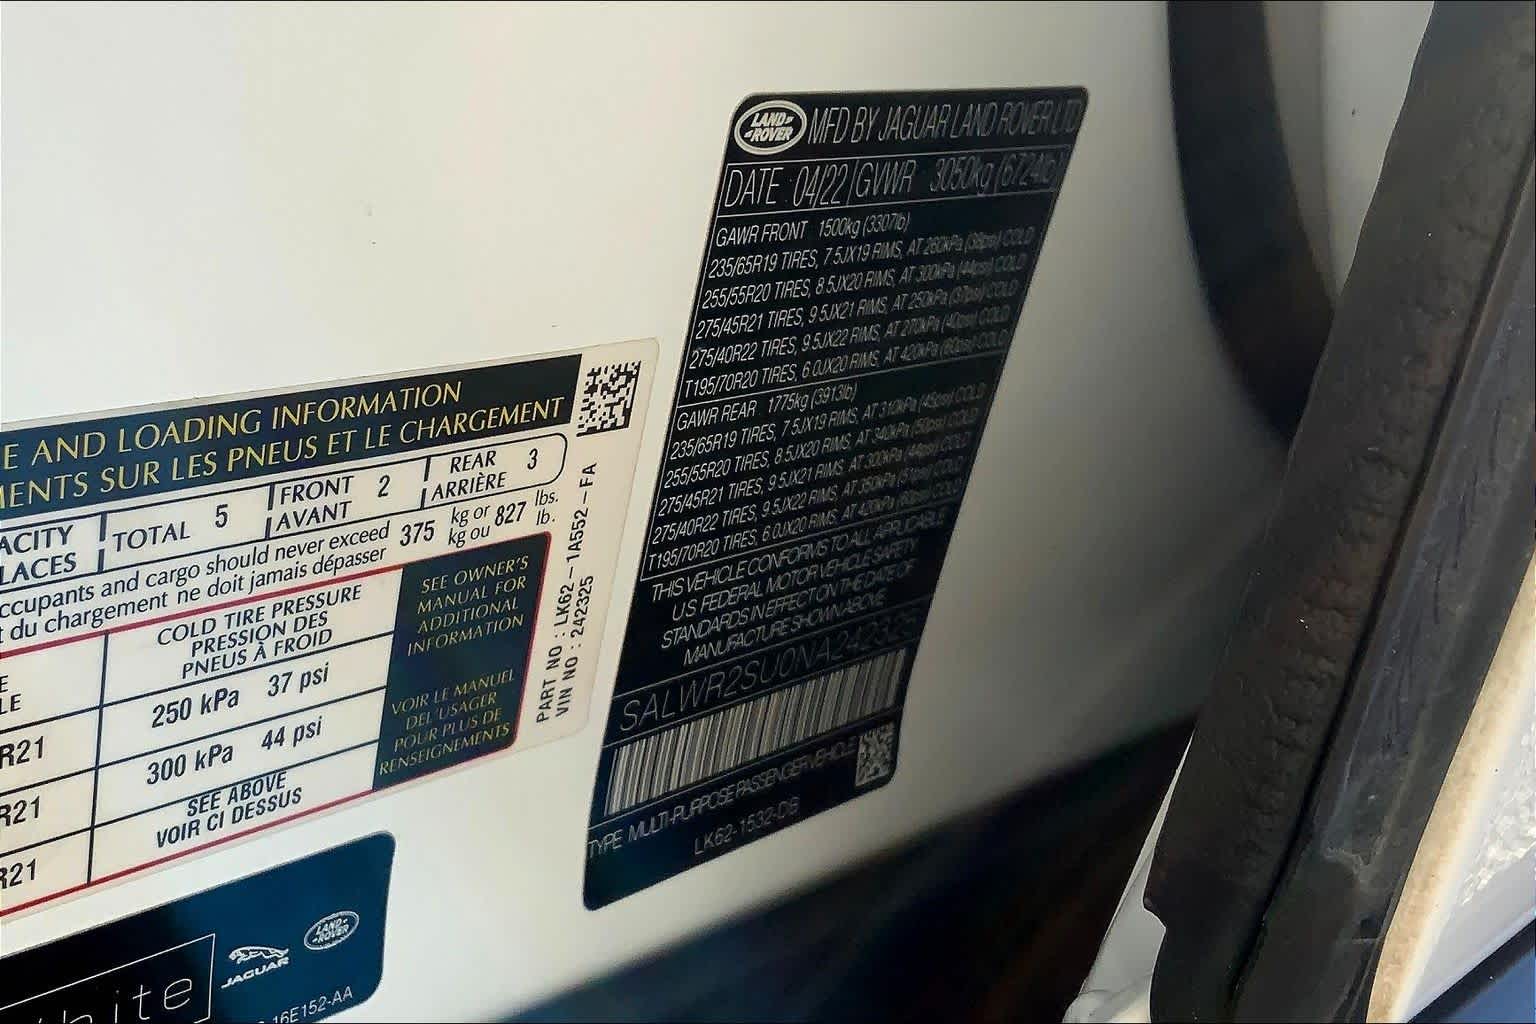 LAND ROVER
MFD BY JAGUAR LAND ROVER LTD
DATE 04/22 GVWR 3050kg (6724lb)
GAWR FRONT 1500kg (3307lb)
235/65R19 TIRES, 7.5JX19 RIMS, AT 260kPa (38psi) COLD
255/55R20 TIRES, 8.5JX20 RIMS, AT 300kPa (44psi) COLD
275/45R21 TIRES, 9.5JX21 RIMS, AT 250kPa (37psi) COLD
275/40R22 TIRES, 9.5JX22 RIMS, AT 270kPa (40psi) COLD
T195/70R20 TIRES, 6.0JX20 RIMS, AT 420kPa (60psi) COLD
GAWR REAR 1775kg (3913lb)
235/65R19 TIRES, 7.5JX19 RIMS, AT 310kPa (45psi) COLD
255/55R20 TIRES, 8.5JX20 RIMS, AT 340kPa (50psi) COLD
275/45R21 TIRES, 9.5JX21 RIMS, AT 300kPa (44psi) COLD
275/40R22 TIRES, 9.5JX22 RIMS, AT 350kPa (51psi) COLD
T195/70R20 TIRES, 6.0JX20 RIMS, AT 420kPa (60psi) COLD
THIS VEHICLE CONFORMS TO ALL APPLICABLE
U.S FEDERAL MOTOR VEHICLE SAFETY
STANDARDS IN EFFECT ON THE DATE OF
MANUFACTURE SHOWN ABOVE
SALWR2SU0NA242325
TYPE MULTI-PURPOSE PASSENGER VEHICLE
LK62-1532-DB
E AND LOADING INFORMATION
MENTS SUR LES PNEUS ET LE CHARGEMENT
ACITY TOTAL 5 FRONT 2 REAR 3
LACES AVANT ARRIÈRE
ccupants and cargo should never exceed 375 kg or 827 lbs.
t du chargement ne doit jamais dépasser kg ou lb.
E
LE
COLD TIRE PRESSURE
PRESSION DES
PNEUS À FROID
R21 250 kPa 37 psi
R21 300 kPa 44 psi
R21 SEE ABOVE
VOIR CI DESSUS
SEE OWNER'S
MANUAL FOR
ADDITIONAL
INFORMATION
VOIR LE MANUEL
DE L'USAGER
POUR PLUS DE
RENSEIGNEMENTS
PART NO : LK62-1A552-FA
VIN NO : 242325
hite
JAGUAR
LAND ROVER
16E152-AA